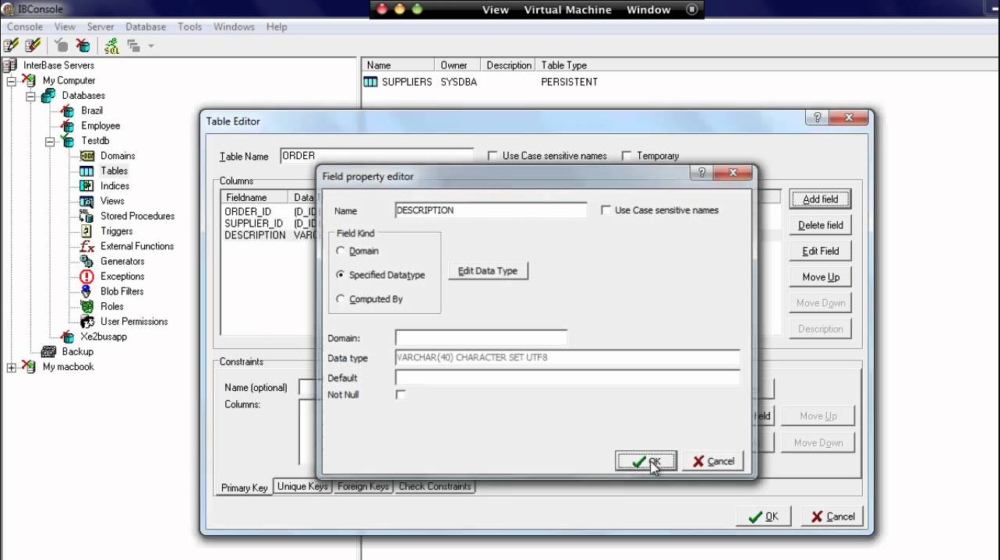 IBConsole
View Virtual Machine Window
Console View Server Database Tools Windows Help
SQL
InterBase Servers
My Computer
Databases
Brazil
Employee
Testdb
Domains
Tables
Indices
Views
Stored Procedures
Triggers
External Functions
Generators
Exceptions
Blob Filters
Roles
User Permissions
Xe2busapp
Backup
My macbook
Name Owner Description Table Type
SUPPLIERS SYSDBA PERSISTENT
Table Editor
Table Name ORDER Use Case sensitive names Temporary
Columns
Fieldname Data
ORDER_ID (D_ID
SUPPLIER_ID (D_ID
DESCRIPTION VARC
Add field
Delete field
Edit Field
Move Up
Move Down
Description
Constraints
Name (optional)
Columns:
field
Move Up
Move Down
Primary Key Unique Keys Foreign Keys Check Constraints
OK Cancel
Field property editor
Name DESCRIPTION Use Case sensitive names
Field Kind
Domain
Specified Datatype
Computed By
Edit Data Type
Domain:
Data type VARCHAR(40) CHARACTER SET UTF8
Default
Not Null
OK Cancel